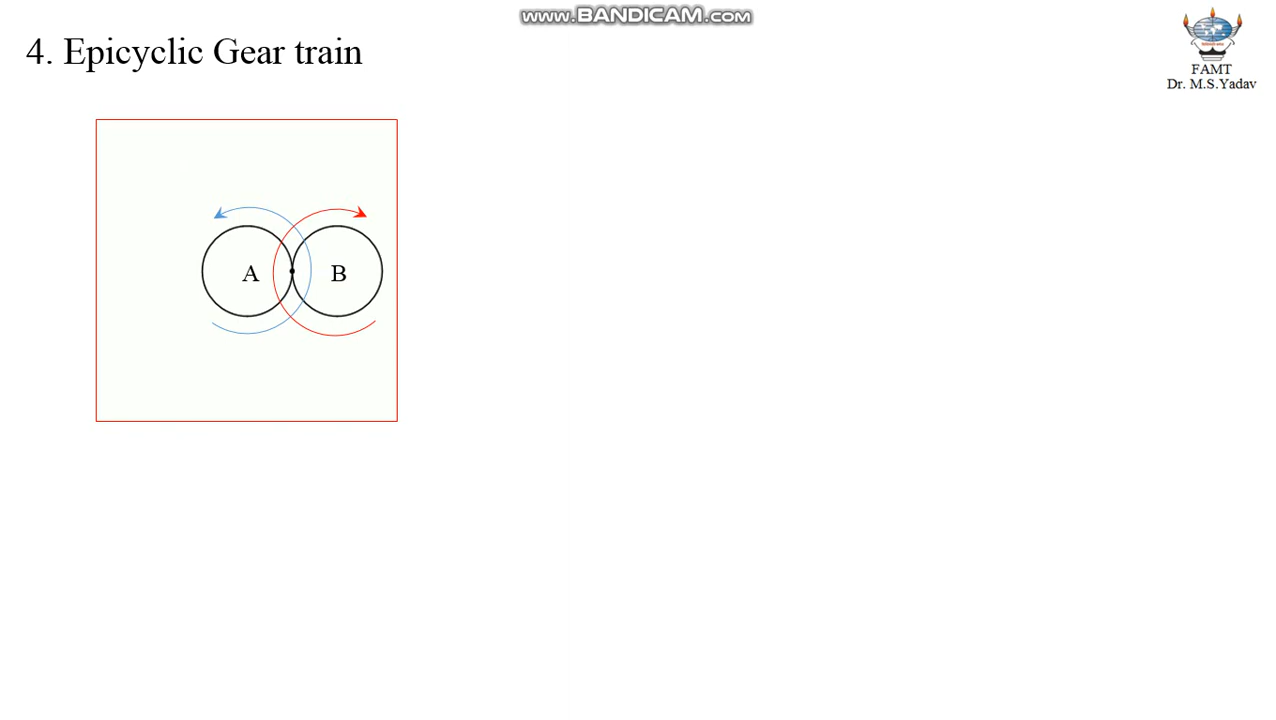 www.BANDICAM.com
4. Epicyclic Gear train
FAMT
Dr. M.S.Yadav
A
B